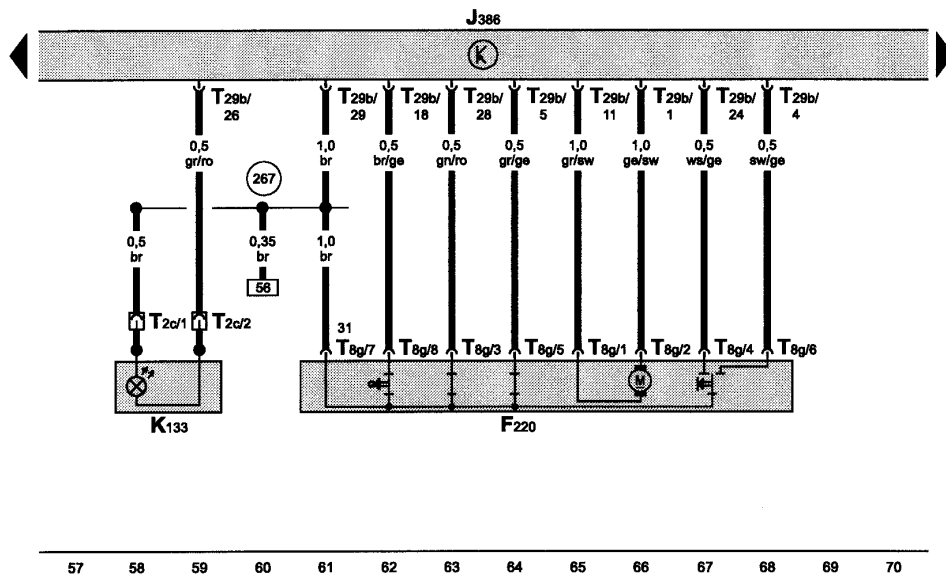 J386
K
T29b/ 26
T29b/ 29
T29b/ 18
T29b/ 28
T29b/ 5
T29b/ 11
T29b/ 1
T29b/ 24
T29b/ 4
0,5 gr/ro
1,0 br
0,5 br/ge
0,5 gn/ro
0,5 gr/ge
1,0 gr/sw
1,0 ge/sw
0,5 ws/ge
0,5 sw/ge
267
0,5 br
0,35 br
1,0 br
56
T2c/1
T2c/2
31
T8g/7
T8g/8
T8g/3
T8g/5
T8g/1
T8g/2
T8g/4
T8g/6
M
K133
F220
57 58 59 60 61 62 63 64 65 66 67 68 69 70